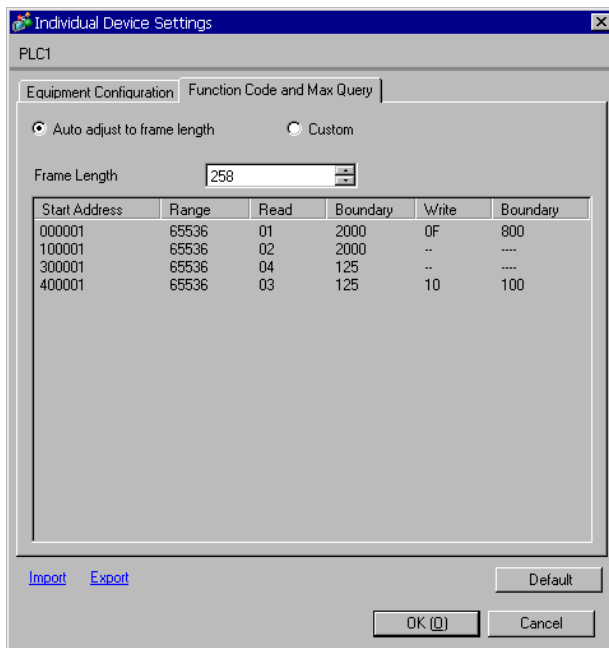 Individual Device Settings
PLC1
Equipment Configuration Function Code and Max Query
Auto adjust to frame length Custom
Frame Length 258
Start Address Range Read Boundary Write Boundary
000001 65536 01 2000 0F 800
100001 65536 02 2000 -- ----
300001 65536 04 125 -- ----
400001 65536 03 125 10 100
Import Export Default
OK (O) Cancel